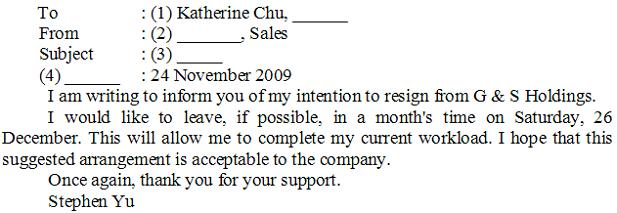 To : (1) Katherine Chu, ______
From : (2) ________, Sales
Subject : (3) _____
(4) ______ : 24 November 2009
I am writing to inform you of my intention to resign from G & S Holdings.
I would like to leave, if possible, in a month's time on Saturday, 26
December. This will allow me to complete my current workload. I hope that this
suggested arrangement is acceptable to the company.
Once again, thank you for your support.
Stephen Yu